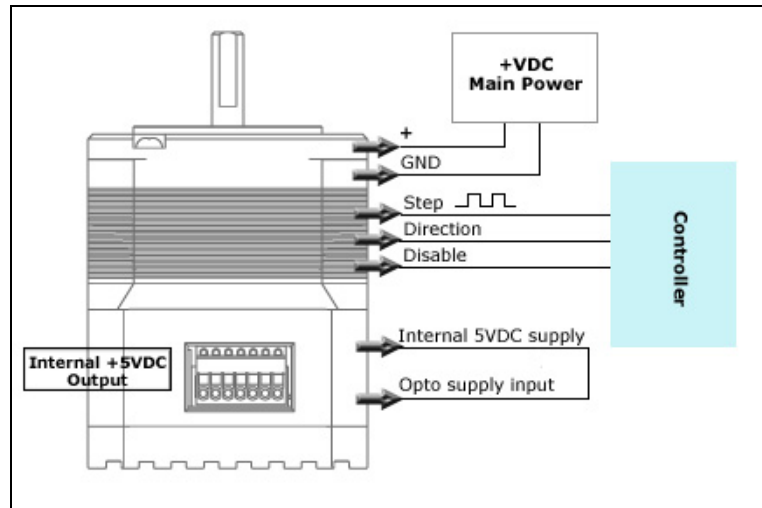 +VDC
Main Power
+
GND
Step
Direction
Disable
Controller
Internal 5VDC supply
Opto supply input
Internal +5VDC
Output